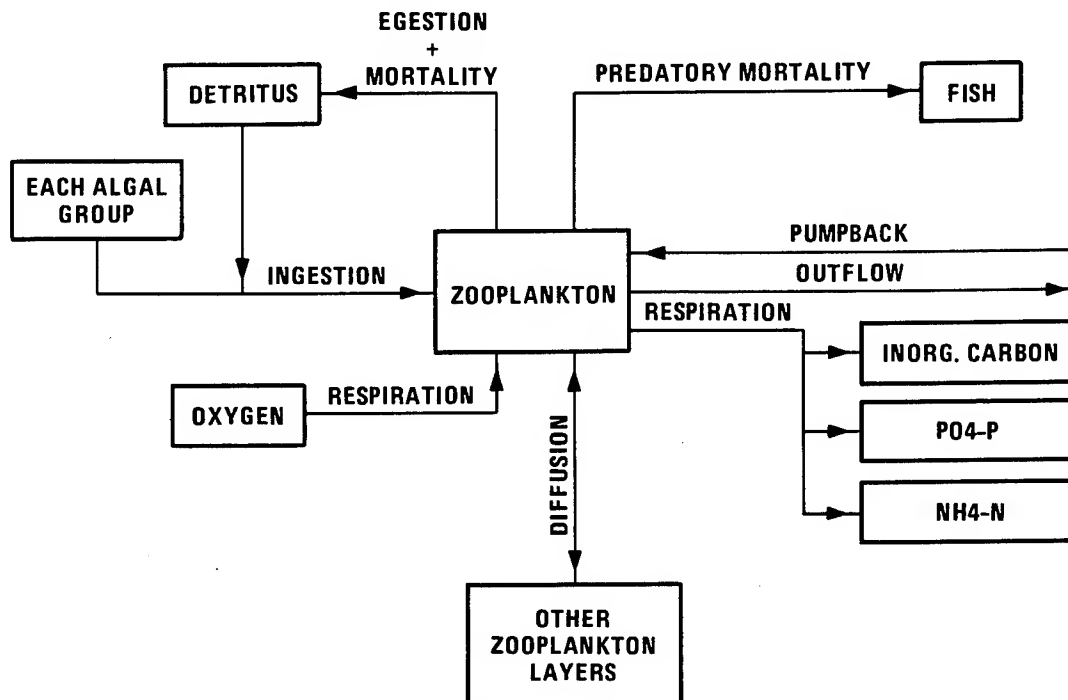 EGESTION
+
MORTALITY
PREDATORY MORTALITY
DETRITUS
FISH
EACH ALGAL
GROUP
PUMPBACK
INGESTION
ZOOPLANKTON
OUTFLOW
RESPIRATION
INORG. CARBON
RESPIRATION
OXYGEN
PO4-P
DIFFUSION
NH4-N
OTHER
ZOOPLANKTON
LAYERS